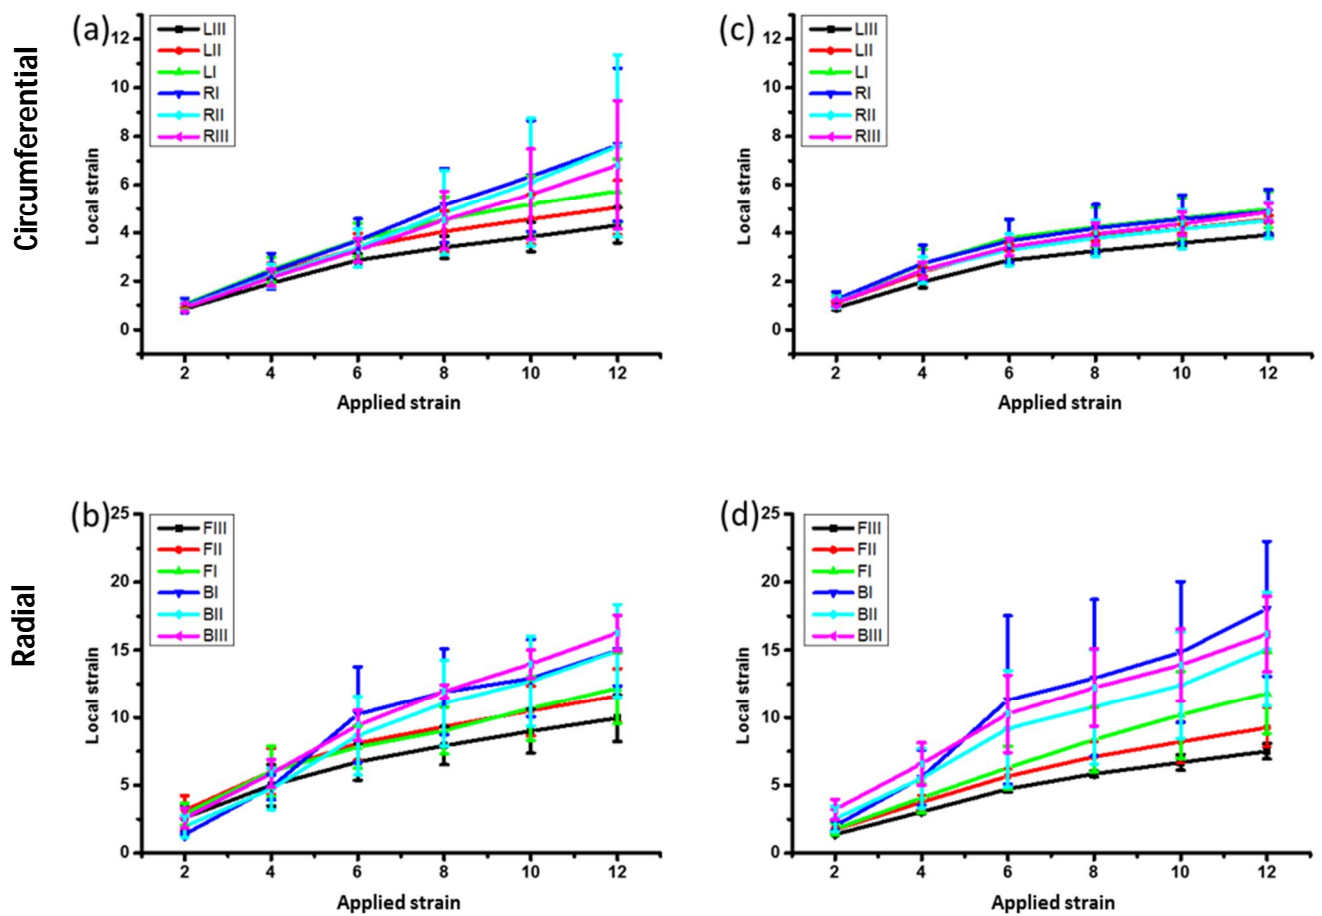 Circumferential
(a)
LIII
LII
LI
RI
RII
RIII
12
10
8
6
4
2
0
Local strain
2 4 6 8 10 12
Applied strain
(c)
LIII
LII
LI
RI
RII
RIII
12
10
8
6
4
2
0
Local strain
2 4 6 8 10 12
Applied strain
Radial
(b)
FIII
FII
FI
BI
BII
BIII
25
20
15
10
5
0
Local strain
2 4 6 8 10 12
Applied strain
(d)
FIII
FII
FI
BI
BII
BIII
25
20
15
10
5
0
Local strain
2 4 6 8 10 12
Applied strain